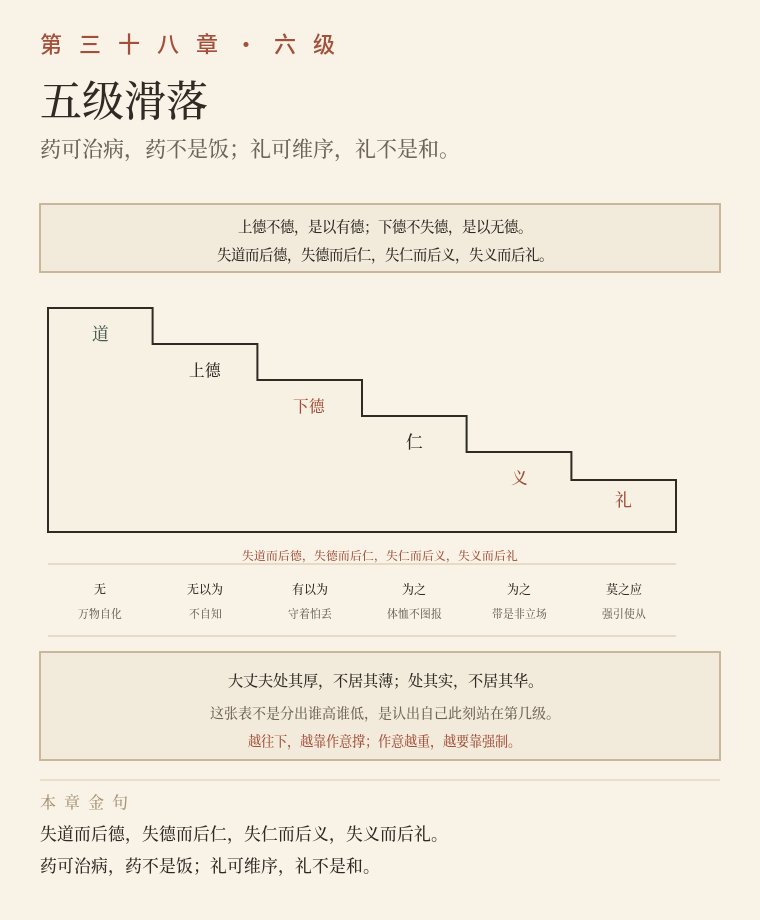 第三十八章·六级
五级滑落
药可治病，药不是饭；礼可维序，礼不是和。
上德不德，是以有德；下德不失德，是以无德。
失道而后德，失德而后仁，失仁而后义，失义而后礼。
道
上德
下德
仁
义
礼
失道而后德，失德而后仁，失仁而后义，失义而后礼
无 无以为 有以为 为之 为之 莫之应
万物自化 不自知 守着怕丢 体恤不图报 带是非立场 强引使从
大丈夫处其厚，不居其薄；处其实，不居其华。
这张表不是分出谁高谁低，是认出自己此刻站在第几级。
越往下，越靠作意撑；作意越重，越要靠强制。
本章金句
失道而后德，失德而后仁，失仁而后义，失义而后礼。
药可治病，药不是饭；礼可维序，礼不是和。